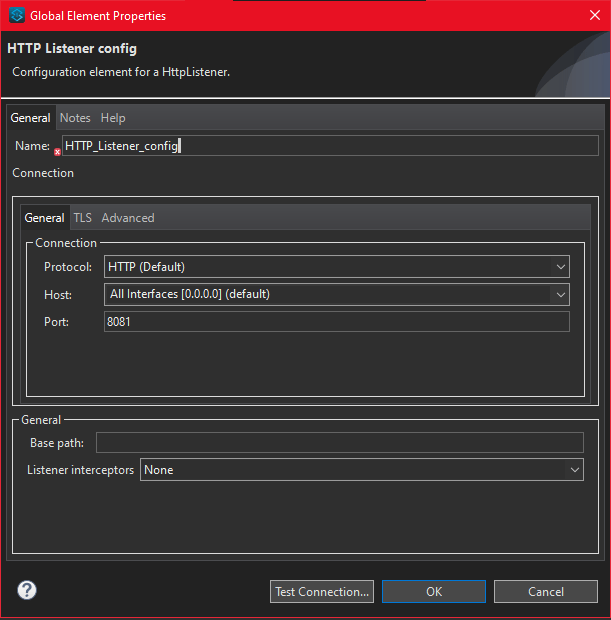 Global Element Properties
HTTP Listener config
Configuration element for a HttpListener.
General Notes Help
Name: HTTP_Listener_config
Connection
General TLS Advanced
Connection
Protocol: HTTP (Default)
Host: All Interfaces [0.0.0.0] (default)
Port: 8081
General
Base path:
Listener interceptors None
? Test Connection... OK Cancel